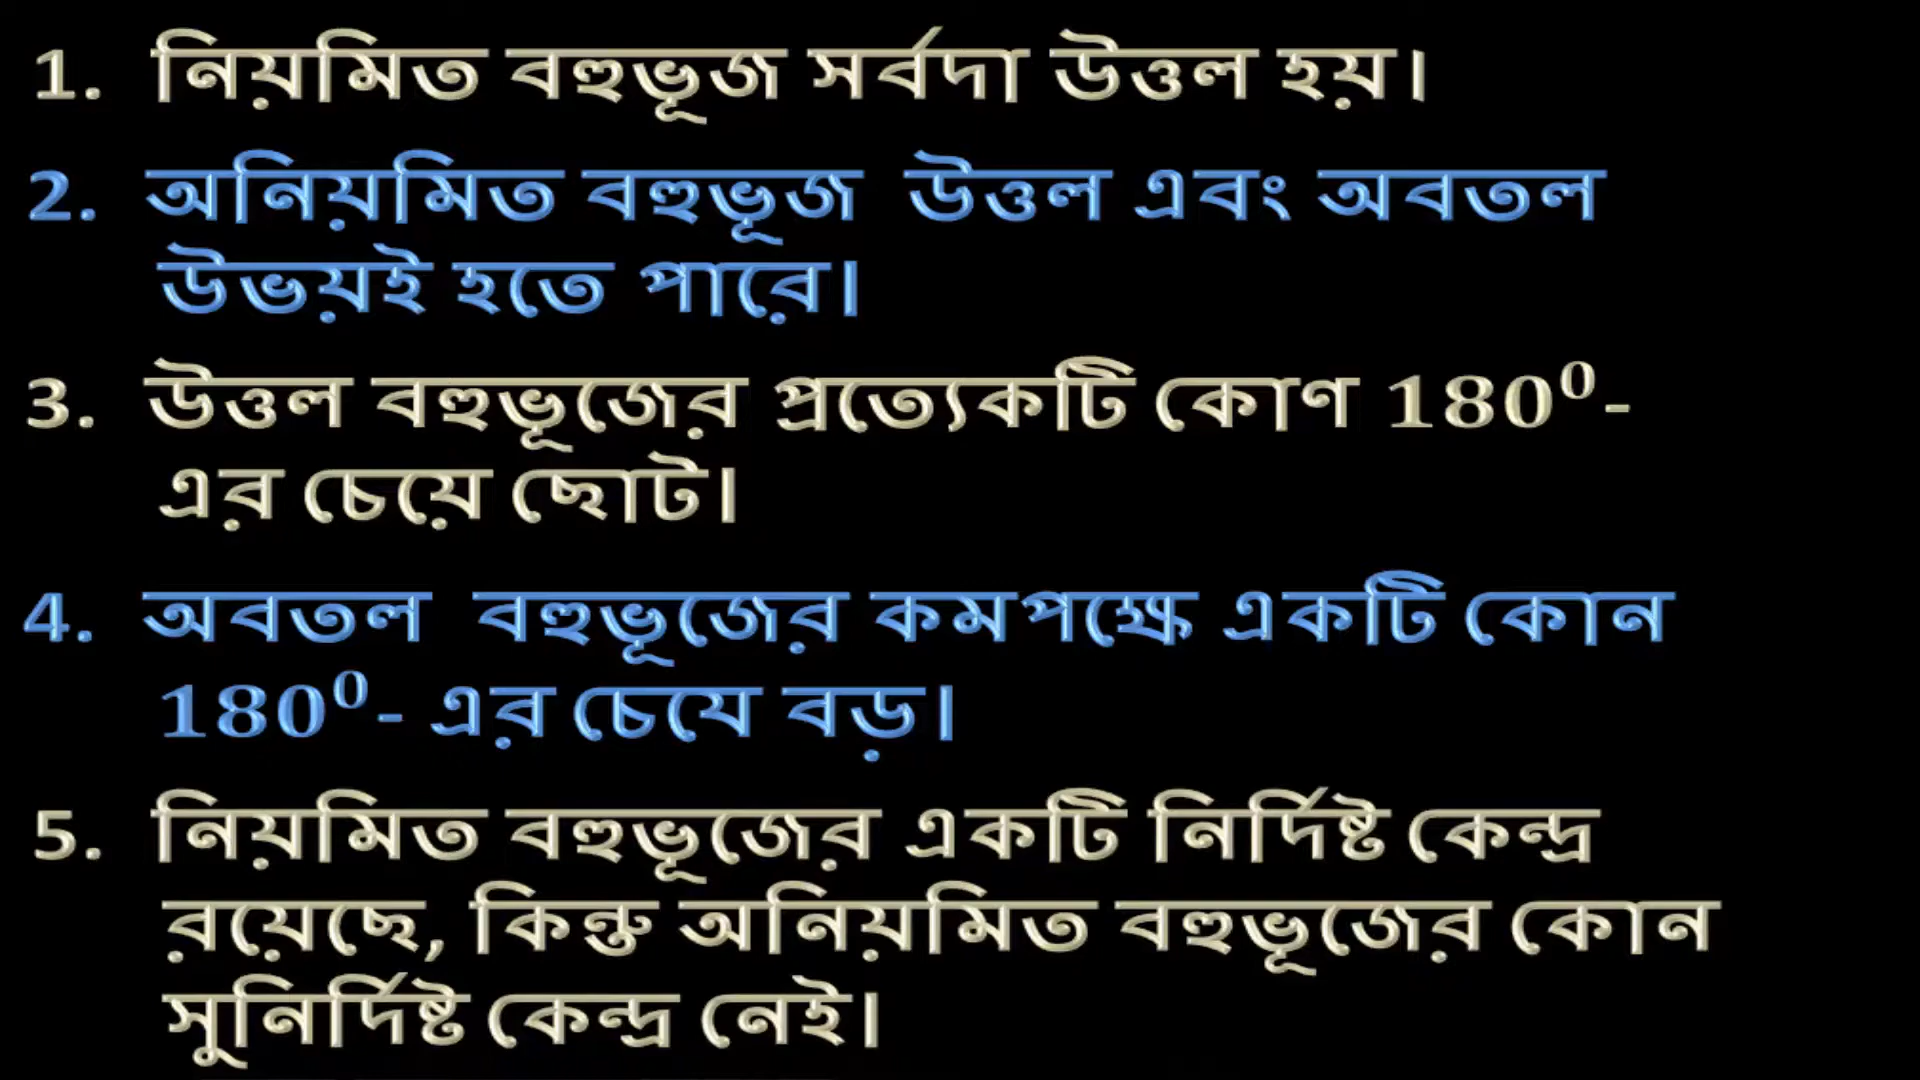 1. নিয়মিত বহুভূজ সর্বদা উত্তল হয়।
2. অনিয়মিত বহুভূজ উত্তল এবং অবতল
উভয়ই হতে পারে।
3. উত্তল বহুভূজের প্রত্যেকটি কোণ 180⁰-
এর চেয়ে ছোট।
4. অবতল বহুভূজের কমপক্ষে একটি কোন
180⁰- এর চেযে বড়।
5. নিয়মিত বহুভূজের একটি নির্দিষ্ট কেন্দ্র
রয়েছে, কিন্তু অনিয়মিত বহুভূজের কোন
সুনির্দিষ্ট কেন্দ্র নেই।